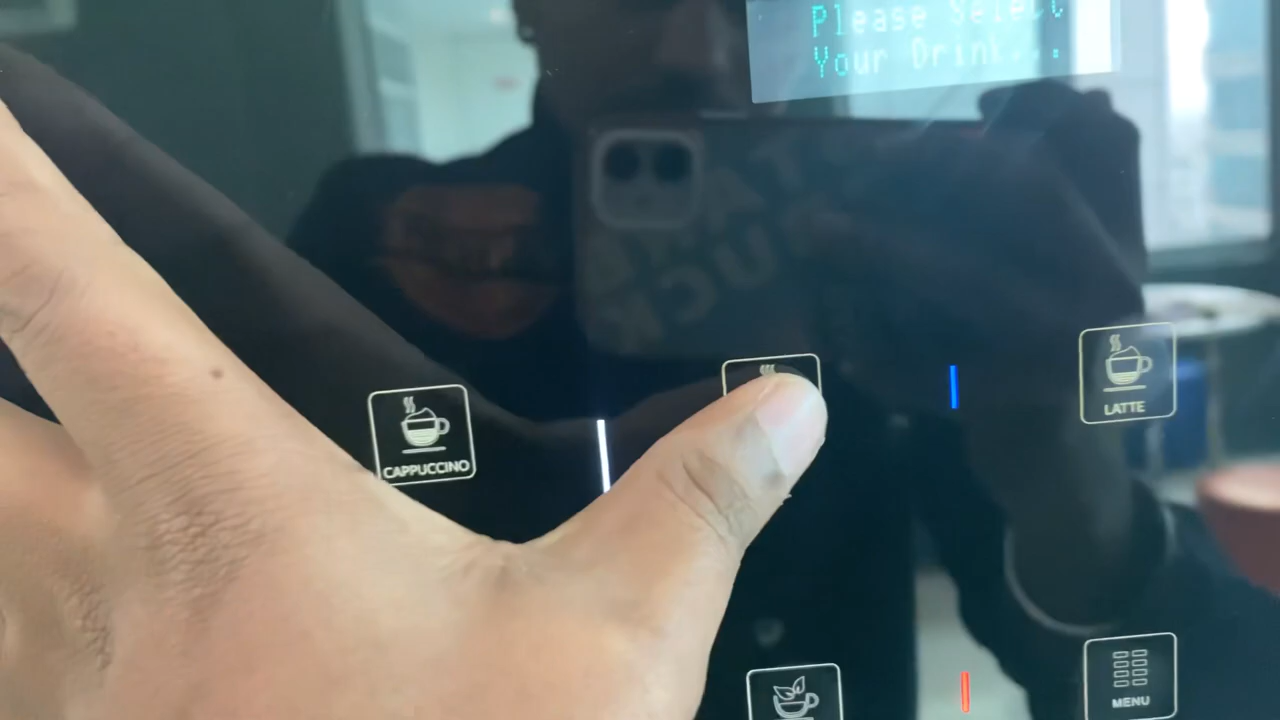 Please Select
Your Drink...
CAPPUCCINO
LATTE
MENU